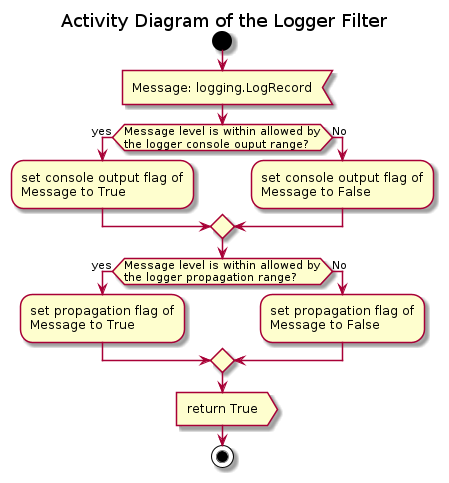 Activity Diagram of the Logger Filter
Message: logging.LogRecord
yes
Message level is within allowed by
the logger console ouput range?
No
set console output flag of
Message to True
set console output flag of
Message to False
yes
Message level is within allowed by
the logger propagation range?
No
set propagation flag of
Message to True
set propagation flag of
Message to False
return True